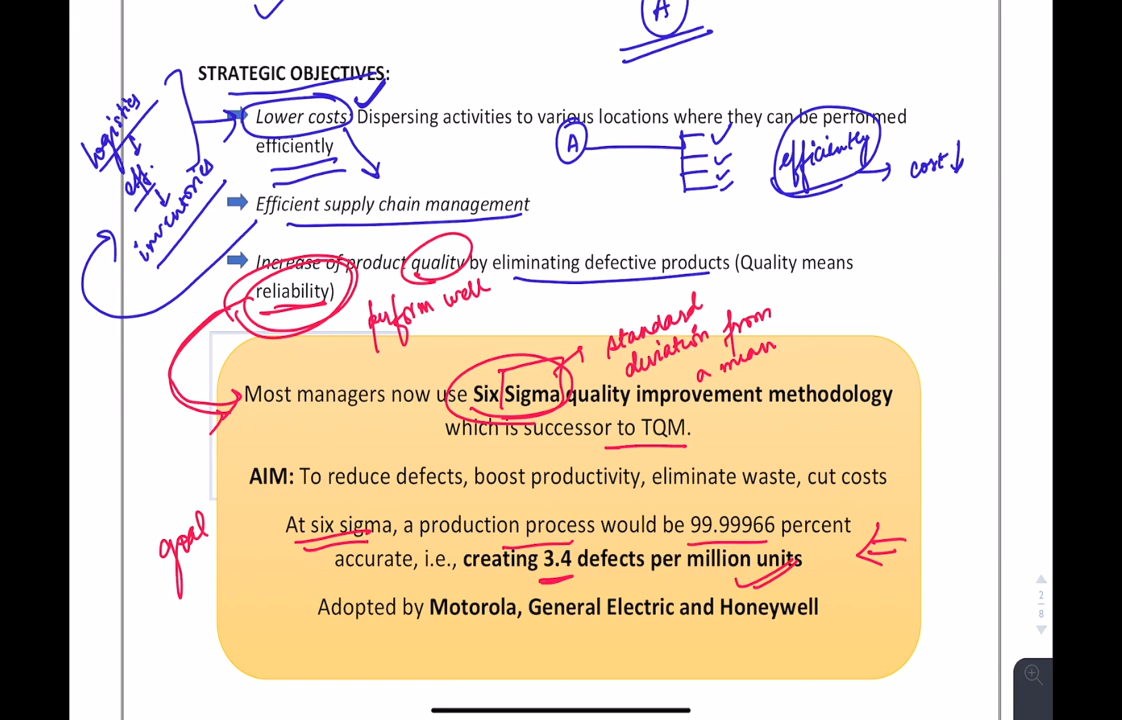 A
STRATEGIC OBJECTIVES:
Lower costs: Dispersing activities to various locations where they can be performed
efficiently
A
efficiently
cost↓
logistics
eff.
inventories
Efficient supply chain management
Increase of product quality by eliminating defective products (Quality means
reliability)
perform well
standard
deviation from
a mean
Most managers now use Six Sigma quality improvement methodology
which is successor to TQM.
AIM: To reduce defects, boost productivity, eliminate waste, cut costs
goal
At six sigma, a production process would be 99.99966 percent
accurate, i.e., creating 3.4 defects per million units
Adopted by Motorola, General Electric and Honeywell
2
8